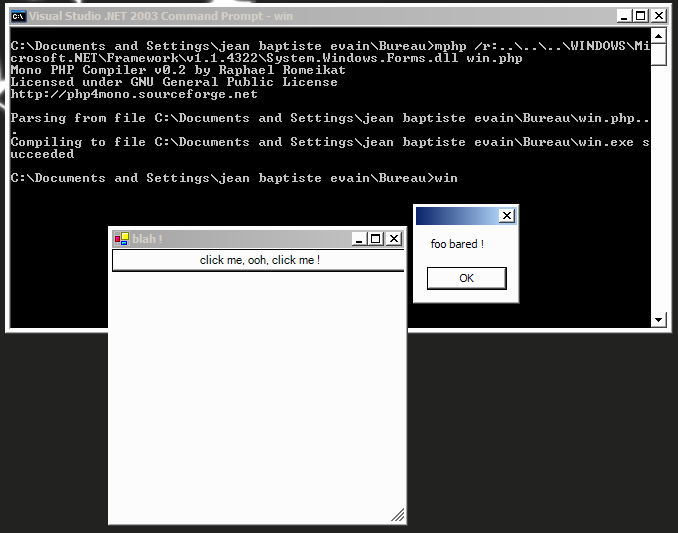 Visual Studio .NET 2003 Command Prompt - win
C:\Documents and Settings\jean baptiste evain\Bureau>mphp /r:..\..\..\WINDOWS\Mi
crosoft.NET\Framework\v1.1.4322\System.Windows.Forms.dll win.php
Mono PHP Compiler v0.2 by Raphael Romeikat
Licensed under GNU General Public License
http://php4mono.sourceforge.net
Parsing from file C:\Documents and Settings\jean baptiste evain\Bureau\win.php..
.
Compiling to file C:\Documents and Settings\jean baptiste evain\Bureau\win.exe s
ucceeded
C:\Documents and Settings\jean baptiste evain\Bureau>win
blah !
click me, ooh, click me !
foo bared !
OK